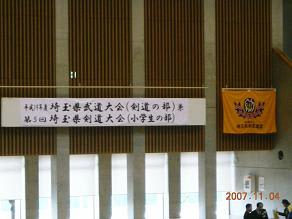 平成19年度 埼玉県武道大会(剣道の部)兼
第5回 埼玉県剣道大会(小学生の部)
2007.11.04